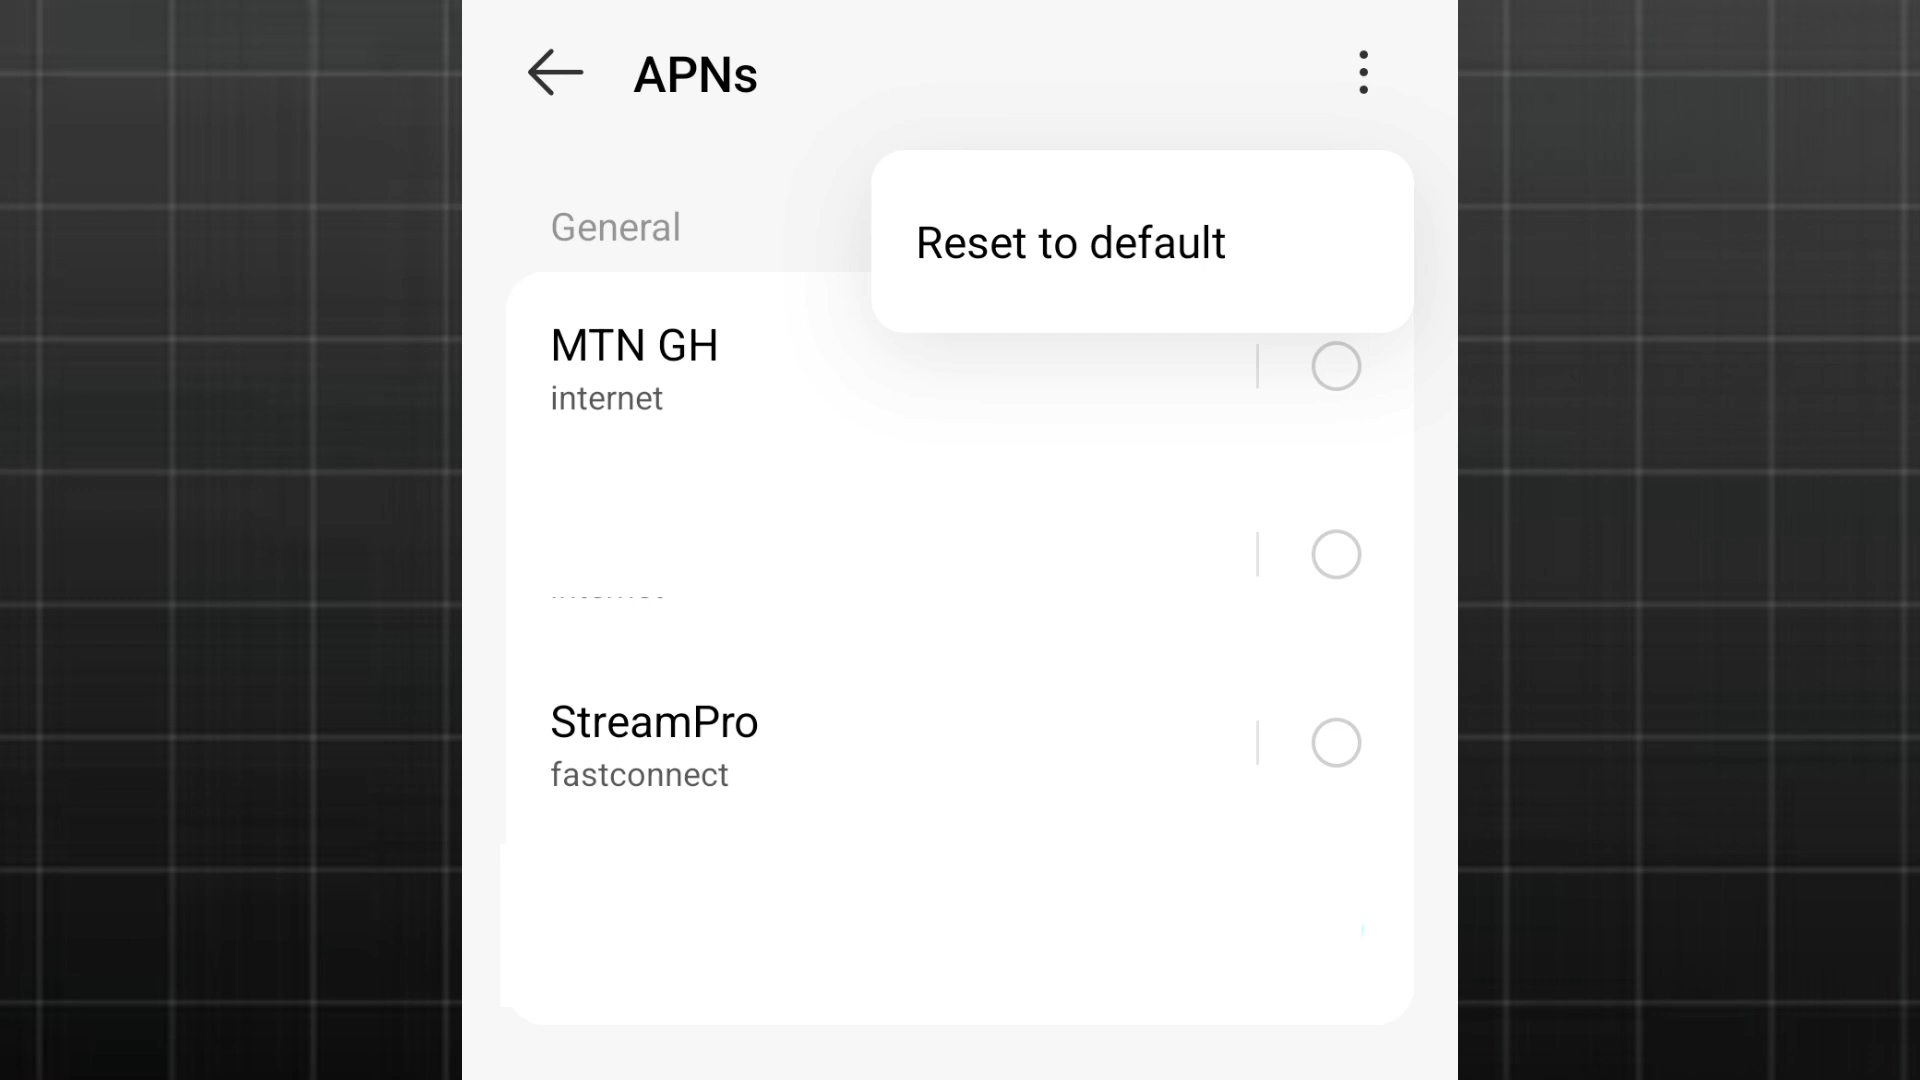 APNs
Reset to default
General
MTN GH
internet
StreamPro
fastconnect